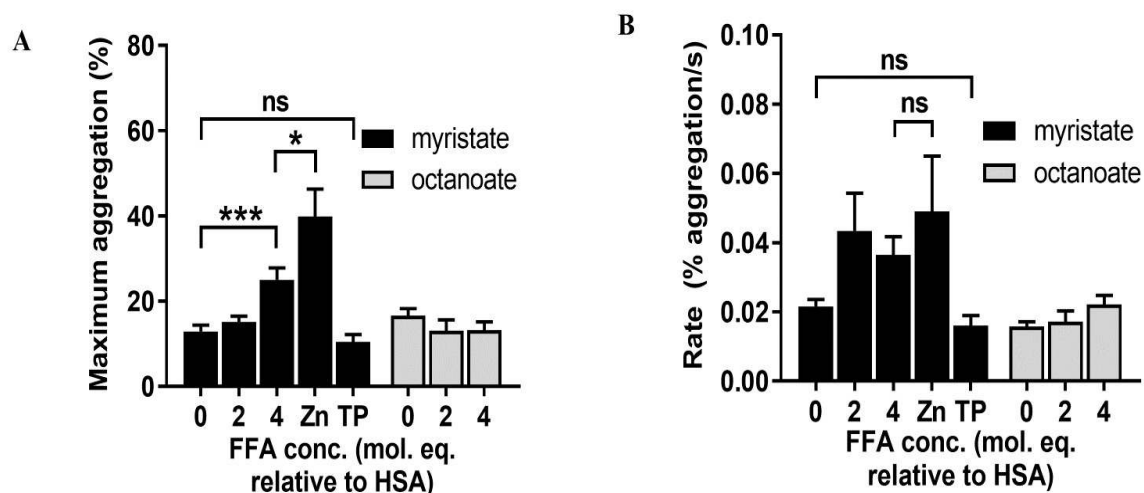 A
Maximum aggregation (%)
80
60
40
20
0
ns
*
***
myristate
octanoate
0 2 4 Zn TP 0 2 4
FFA conc. (mol. eq.
relative to HSA)
B
Rate (% aggregation/s)
0.10
0.08
0.06
0.04
0.02
0.00
ns
ns
myristate
octanoate
0 2 4 Zn TP 0 2 4
FFA conc. (mol. eq.
relative to HSA)